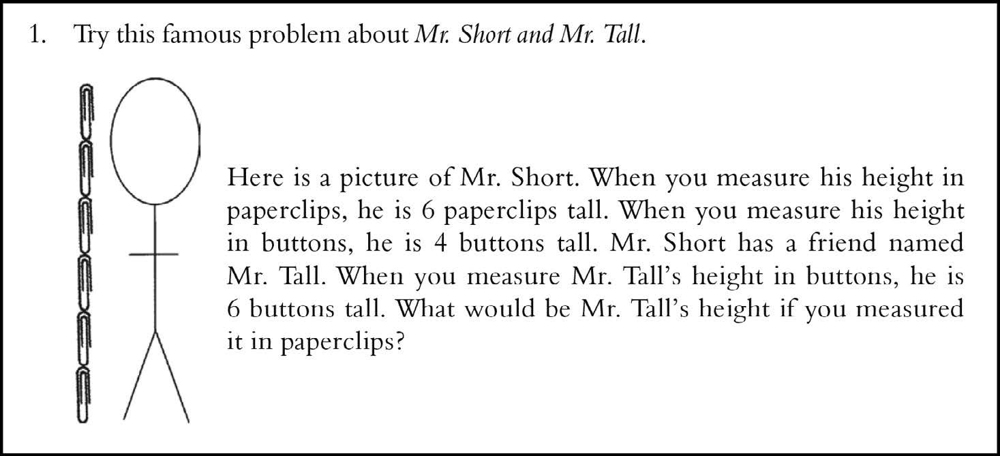 1. Try this famous problem about Mr. Short and Mr. Tall.
Here is a picture of Mr. Short. When you measure his height in
paperclips, he is 6 paperclips tall. When you measure his height
in buttons, he is 4 buttons tall. Mr. Short has a friend named
Mr. Tall. When you measure Mr. Tall’s height in buttons, he is
6 buttons tall. What would be Mr. Tall’s height if you measured
it in paperclips?